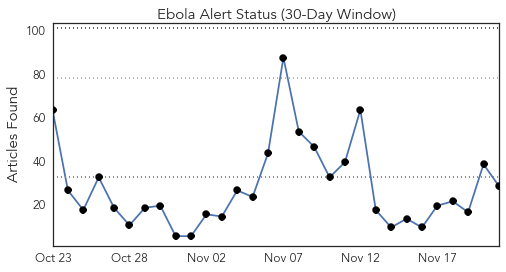 Ebola Alert Status (30-Day Window)
Articles Found
100
80
60
40
20
Oct 23
Oct 28
Nov 02
Nov 07
Nov 12
Nov 17